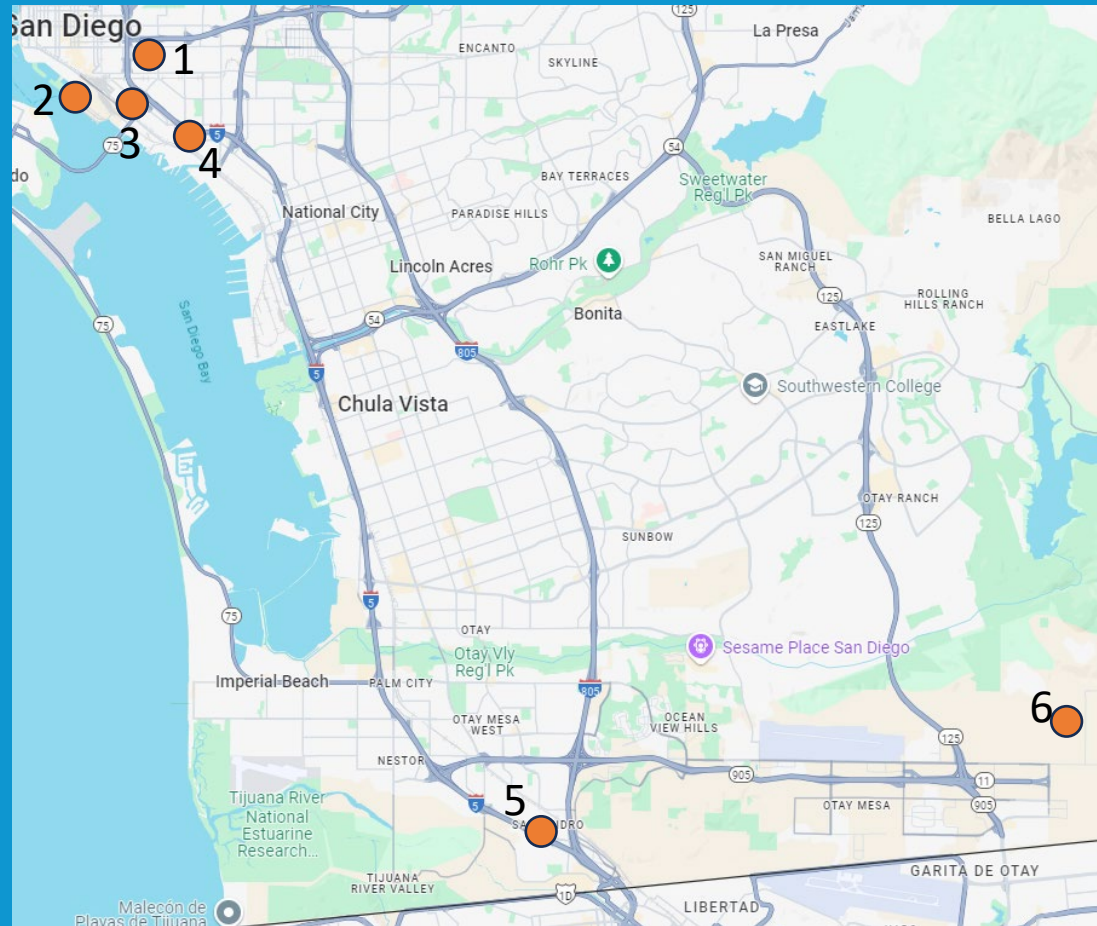 San Diego
125
La Presa
1
ENCANTO
SKYLINE
2
3
75
5
4
54
do
BAY TERRACES
Sweetwater
Reg'l Pk
National City
PARADISE HILLS
BELLA LAGO
Lincoln Acres
Rohr Pk
SAN MIGUEL
RANCH
125
ROLLING
HILLS RANCH
75
54
Bonita
San Diego Bay
EASTLAKE
805
5
Southwestern College
Chula Vista
OTAY RANCH
125
SUNBOW
5
75
OTAY
Otay Vly
Reg'l Pk
Sesame Place San Diego
Imperial Beach
PALM CITY
805
6
OTAY MESA
WEST
OCEAN
VIEW HILLS
125
NESTOR
905
11
Tijuana River
National
Estuarine
Research...
5
5
OTAY MESA
905
TIJUANA
RIVER VALLEY
1D
GARITA DE OTAY
Malecón de
Playas de Tijuana
LIBERTAD